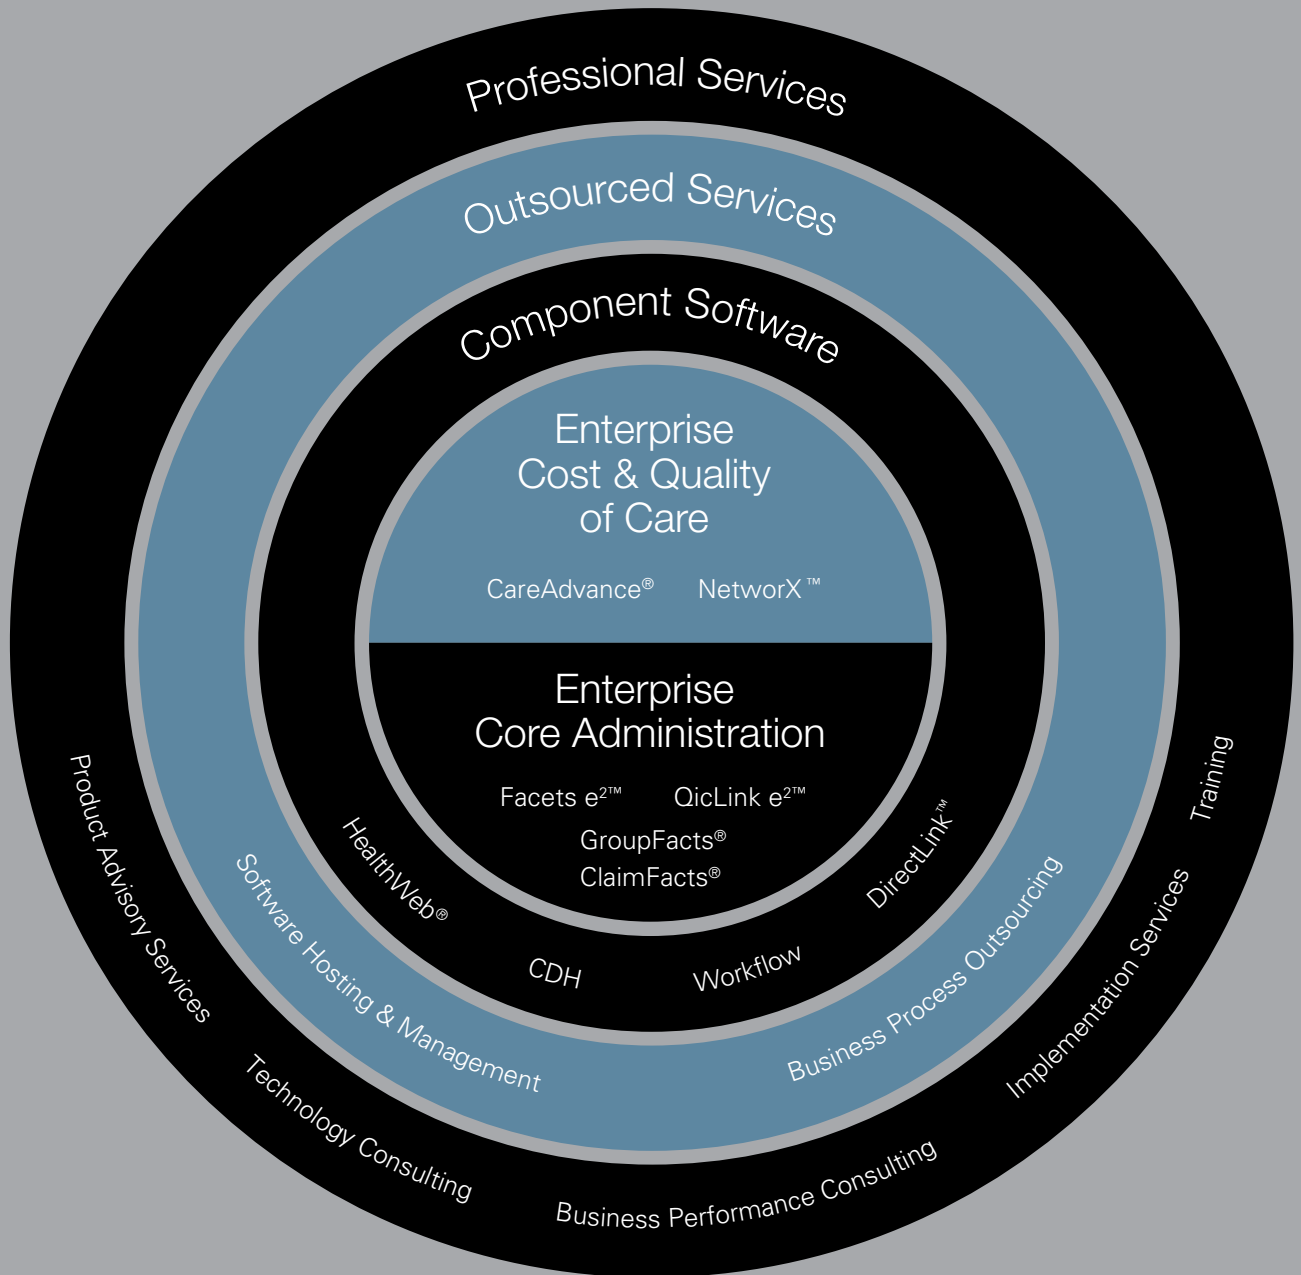 Professional Services
Outsourced Services
Component Software
Enterprise
Cost & Quality
of Care
CareAdvance® NetworX™
Enterprise
Core Administration
Facets e²™ QicLink e²™
GroupFacts®
ClaimFacts®
HealthWeb®
CDH
Workflow
DirectLink™
Software Hosting & Management
Business Process Outsourcing
Product Advisory Services
Technology Consulting
Business Performance Consulting
Implementation Services
Training